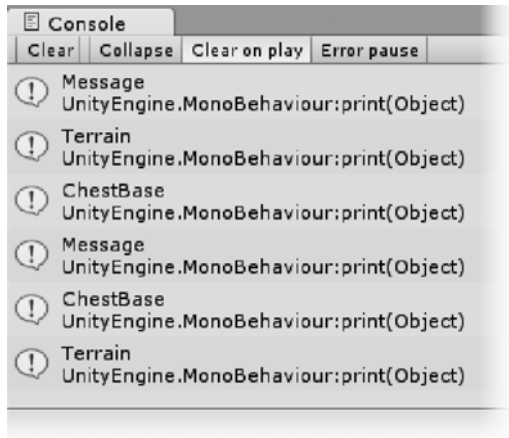 Console
Clear Collapse Clear on play Error pause
Message
UnityEngine.MonoBehaviour:print(Object)
Terrain
UnityEngine.MonoBehaviour:print(Object)
ChestBase
UnityEngine.MonoBehaviour:print(Object)
Message
UnityEngine.MonoBehaviour:print(Object)
ChestBase
UnityEngine.MonoBehaviour:print(Object)
Terrain
UnityEngine.MonoBehaviour:print(Object)